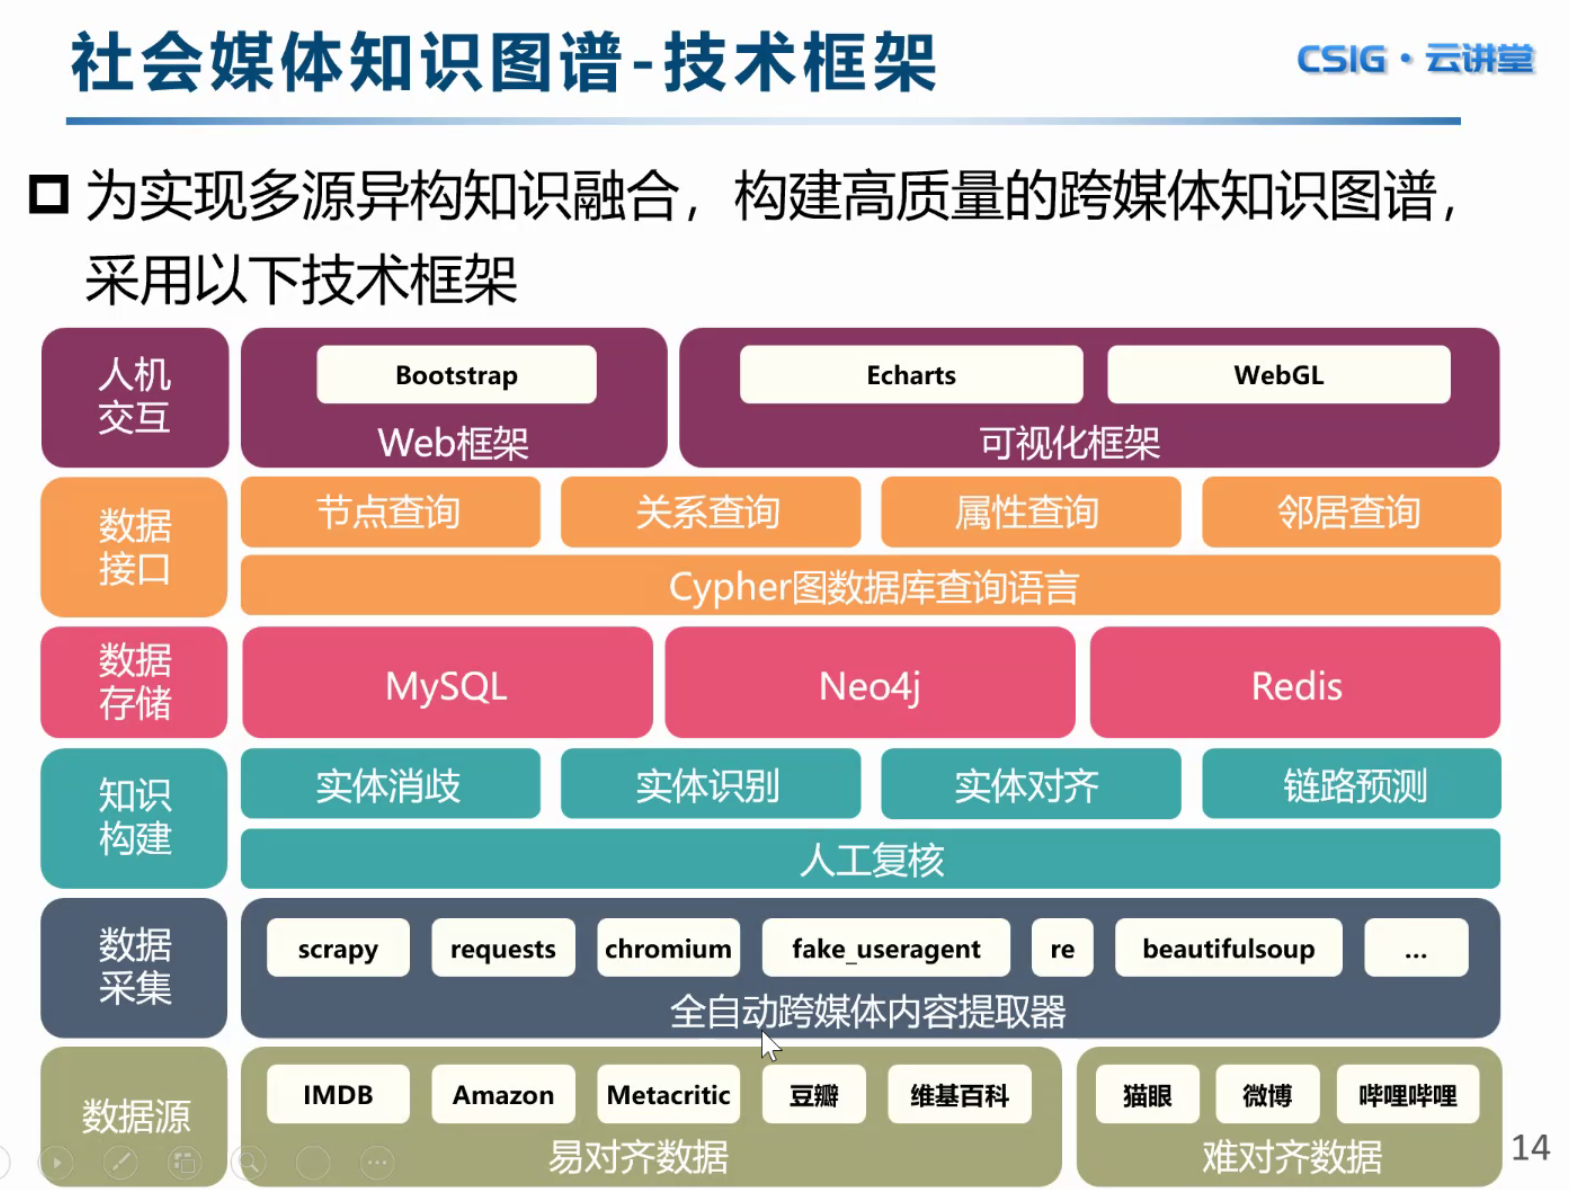 社会媒体知识图谱-技术框架
CSIG·云讲堂
为实现多源异构知识融合，构建高质量的跨媒体知识图谱，
采用以下技术框架
人机
交互
Bootstrap
Web框架
Echarts
WebGL
可视化框架
数据
接口
节点查询
关系查询
属性查询
邻居查询
Cypher图数据库查询语言
数据
存储
MySQL
Neo4j
Redis
知识
构建
实体消歧
实体识别
实体对齐
链路预测
人工复核
数据
采集
scrapy
requests
chromium
fake_useragent
re
beautifulsoup
...
全自动跨媒体内容提取器
数据源
IMDB
Amazon
Metacritic
豆瓣
维基百科
易对齐数据
猫眼
微博
哔哩哔哩
难对齐数据
14